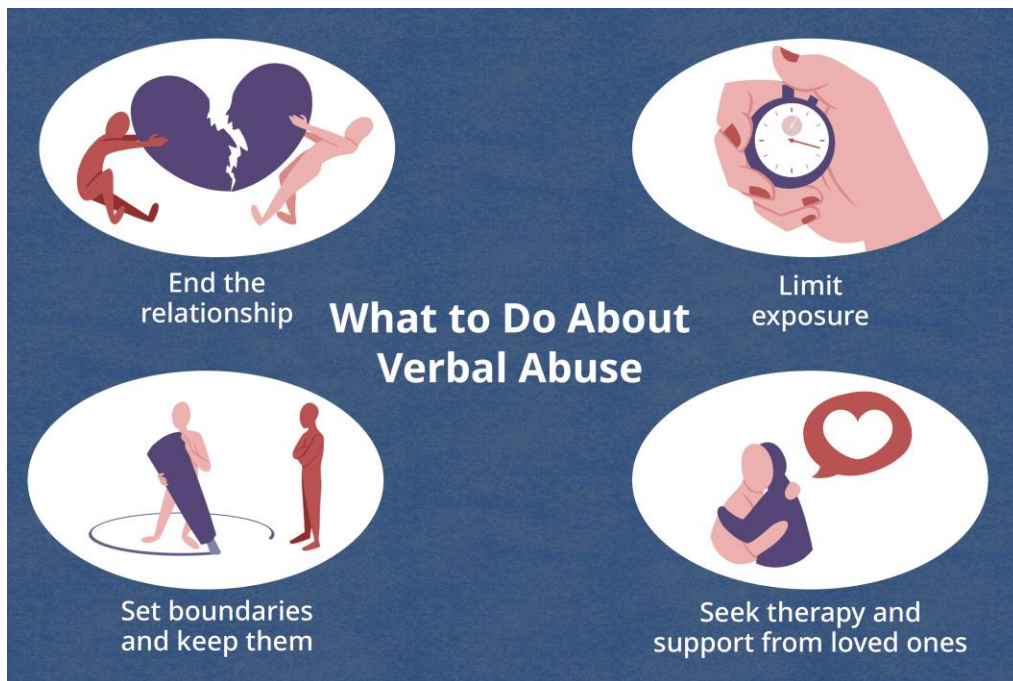 End the
relationship
Limit
exposure
What to Do About
Verbal Abuse
Set boundaries
and keep them
Seek therapy and
support from loved ones